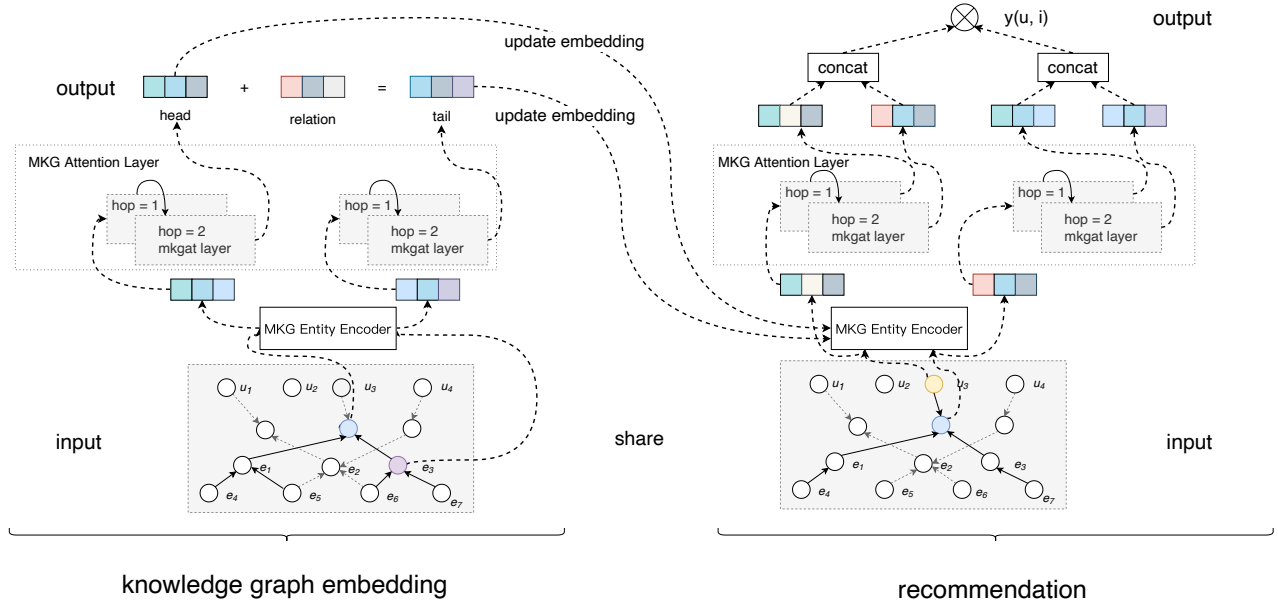 output
head
+
relation
=
tail
update embedding
update embedding
MKG Attention Layer
hop = 1
hop = 2
mkgat layer
hop = 1
hop = 2
mkgat layer
MKG Entity Encoder
u1
u2
u3
u4
input
e1
e2
e3
e4
e5
e6
e7
knowledge graph embedding
share
y(u, i)
output
concat
concat
MKG Attention Layer
hop = 1
hop = 2
mkgat layer
hop = 1
hop = 2
mkgat layer
MKG Entity Encoder
u1
u2
u3
u4
input
e1
e2
e3
e4
e5
e6
e7
recommendation